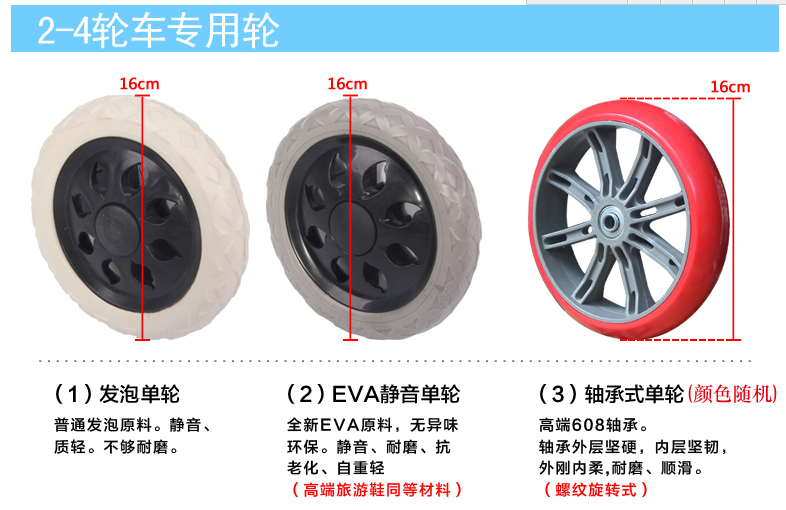 2-4轮车专用轮
16cm
16cm
16cm
（1）发泡单轮
普通发泡原料。静音、
质轻。不够耐磨。
（2）EVA静音单轮
全新EVA原料，无异味
环保。静音、耐磨、抗
老化、自重轻
（高端旅游鞋同等材料）
（3）轴承式单轮(颜色随机)
高端608轴承。
轴承外层坚硬，内层坚韧，
外刚内柔,耐磨、顺滑。
（螺纹旋转式）